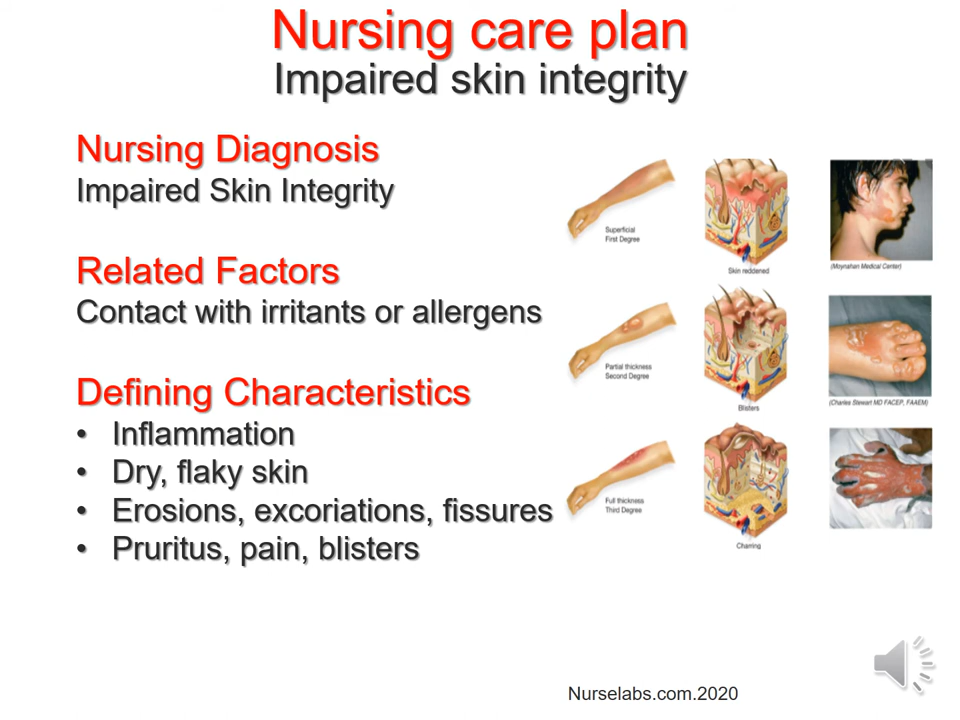 Nursing care plan
Impaired skin integrity
Nursing Diagnosis
Impaired Skin Integrity
Related Factors
Contact with irritants or allergens
Defining Characteristics
• Inflammation
• Dry, flaky skin
• Erosions, excoriations, fissures
• Pruritus, pain, blisters
Superficial
First Degree
Skin reddened
(Moynahan Medical Center)
Partial thickness
Second Degree
Blisters
(Charles Stewart MD FACEP, FAAEM)
Full thickness
Third Degree
Charring
Nurselabs.com.2020